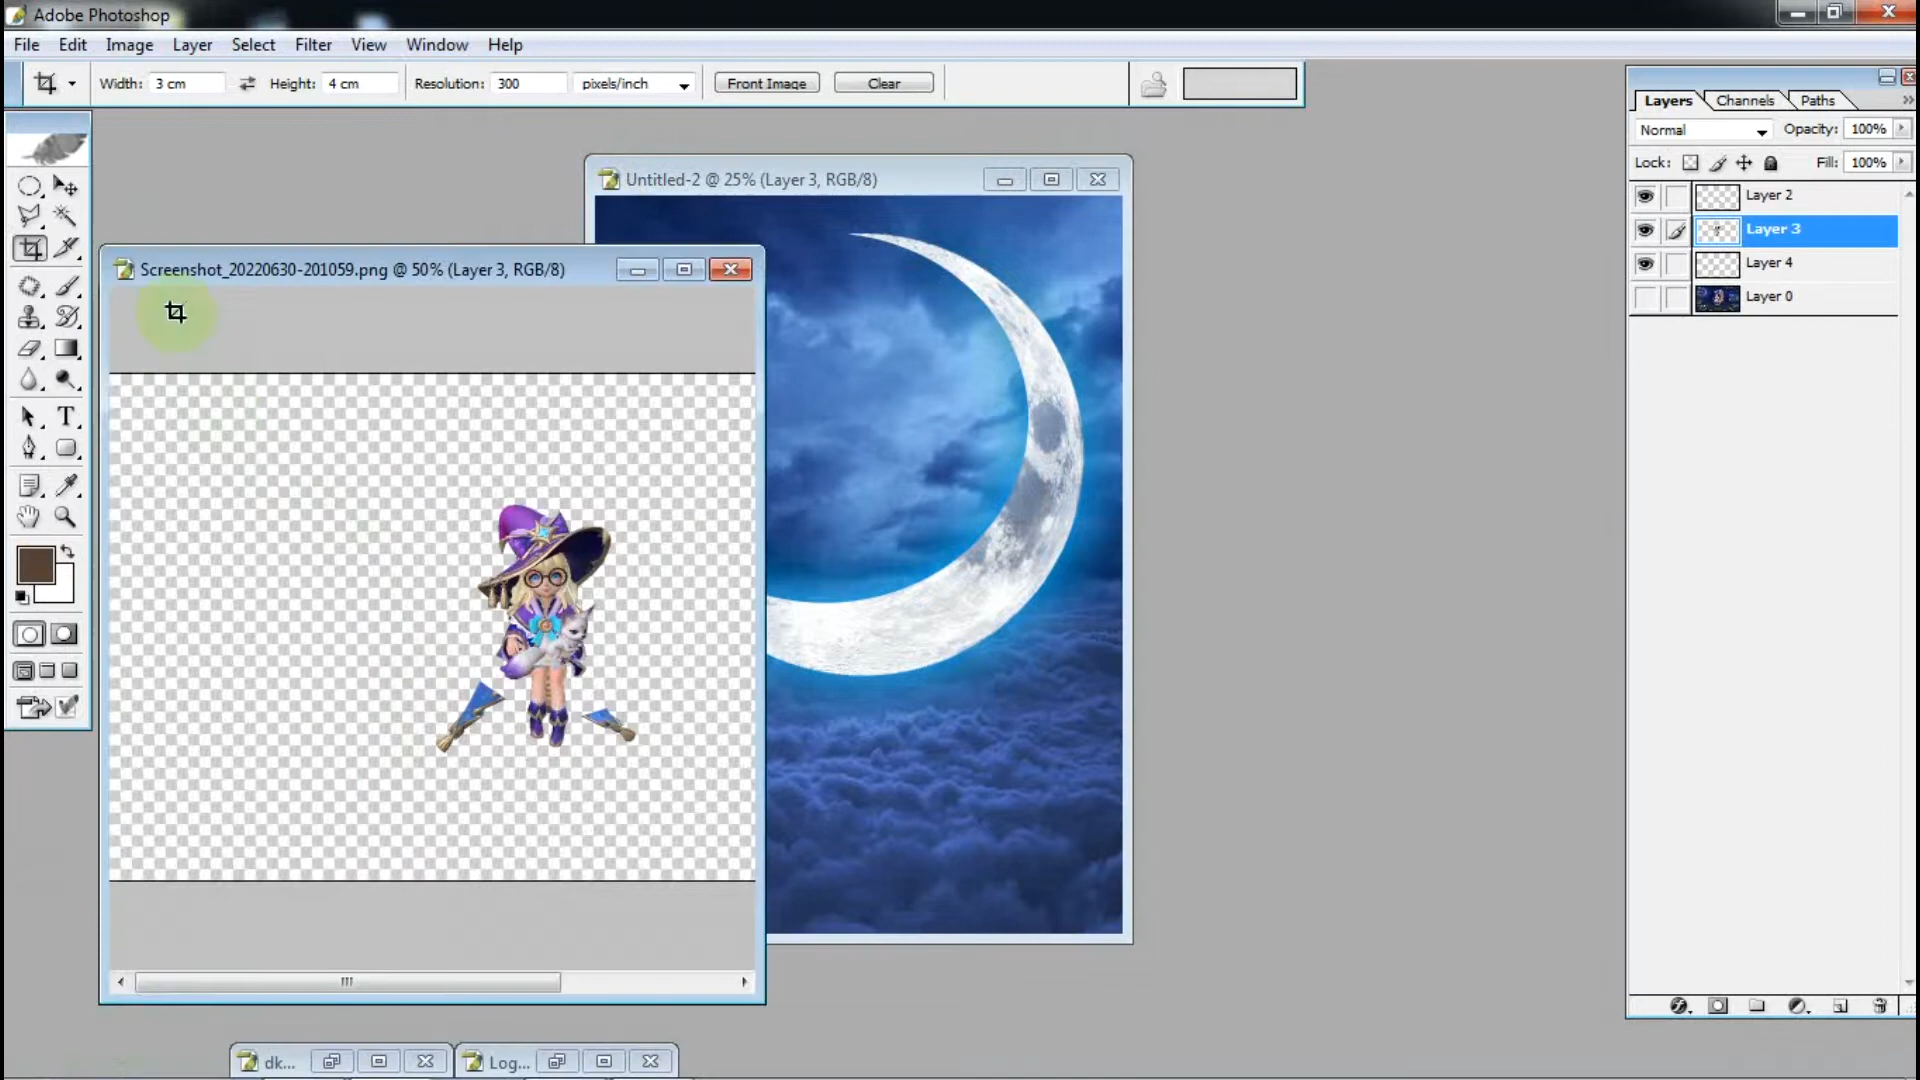 Adobe Photoshop
File Edit Image Layer Select Filter View Window Help
Width: 3 cm Height: 4 cm Resolution: 300 pixels/inch Front Image Clear
Layers Channels Paths
Normal Opacity: 100%
Lock: Fill: 100%
Layer 2
Layer 3
Layer 4
Layer 0
Untitled-2 @ 25% (Layer 3, RGB/8)
Screenshot_20220630-201059.png @ 50% (Layer 3, RGB/8)
dk... Log...